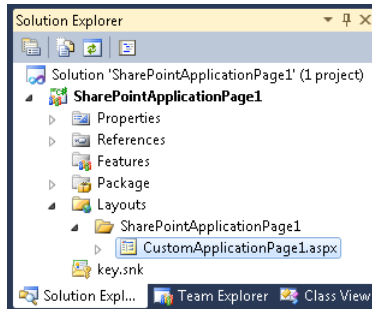 Solution Explorer
Solution 'SharePointApplicationPage1' (1 project)
SharePointApplicationPage1
Properties
References
Features
Package
Layouts
SharePointApplicationPage1
CustomApplicationPage1.aspx
key.snk
Solution Expl... Team Explorer Class View